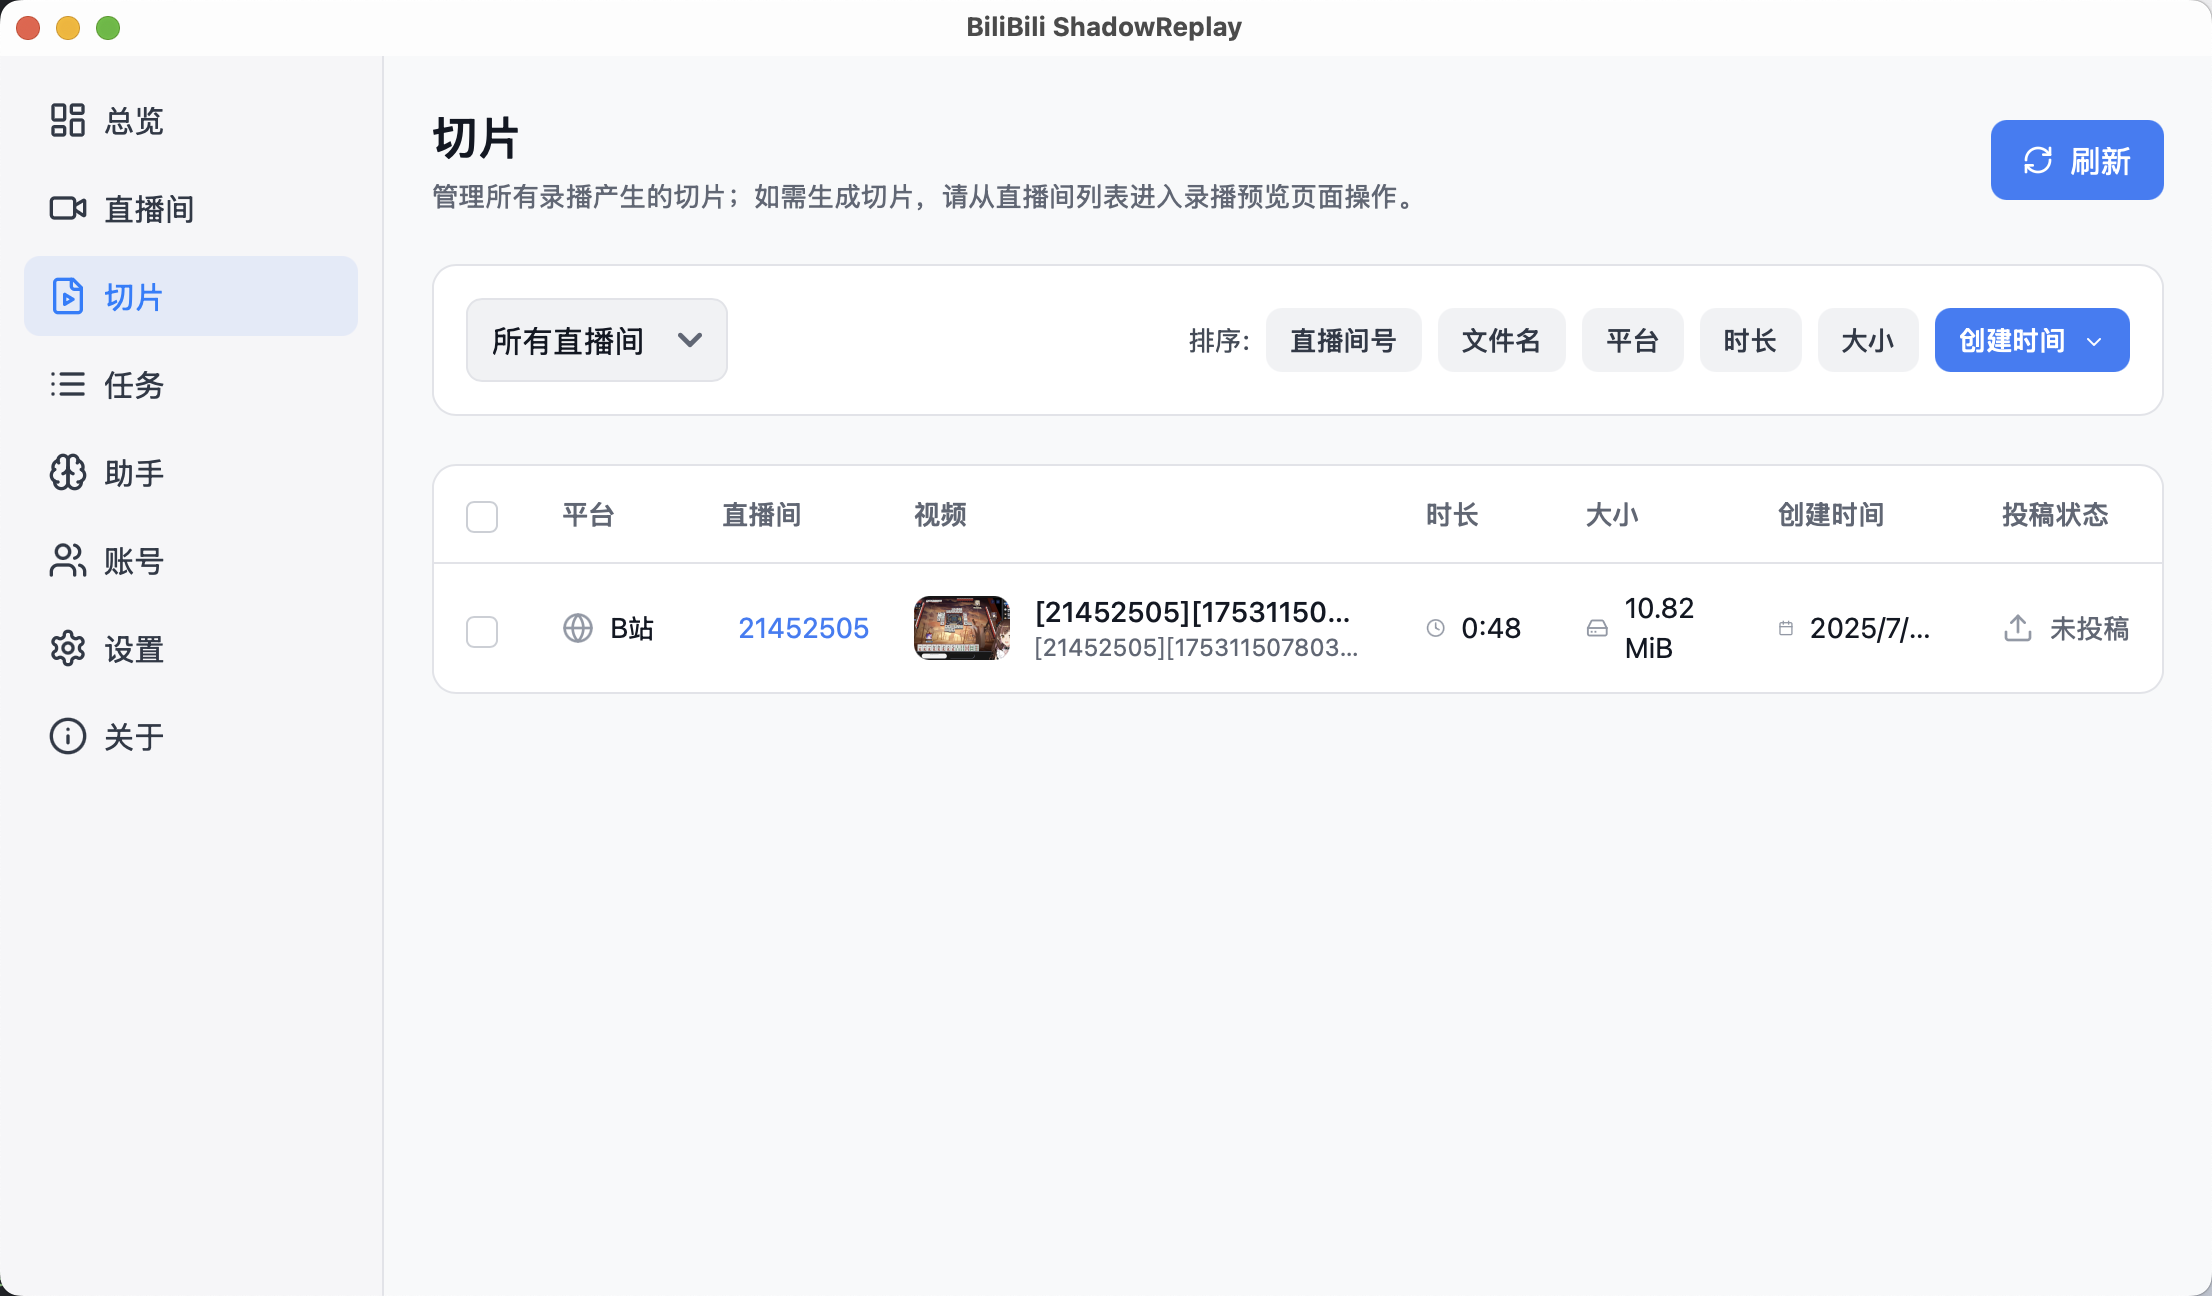 BiliBili ShadowReplay
总览
直播间
切片
任务
助手
账号
设置
关于
切片
管理所有录播产生的切片；如需生成切片，请从直播间列表进入录播预览页面操作。
刷新
所有直播间
排序:
直播间号
文件名
平台
时长
大小
创建时间
平台
直播间
视频
时长
大小
创建时间
投稿状态
B站
21452505
[21452505][17531150...
[21452505][175311507803...
0:48
10.82
MiB
2025/7/...
未投稿